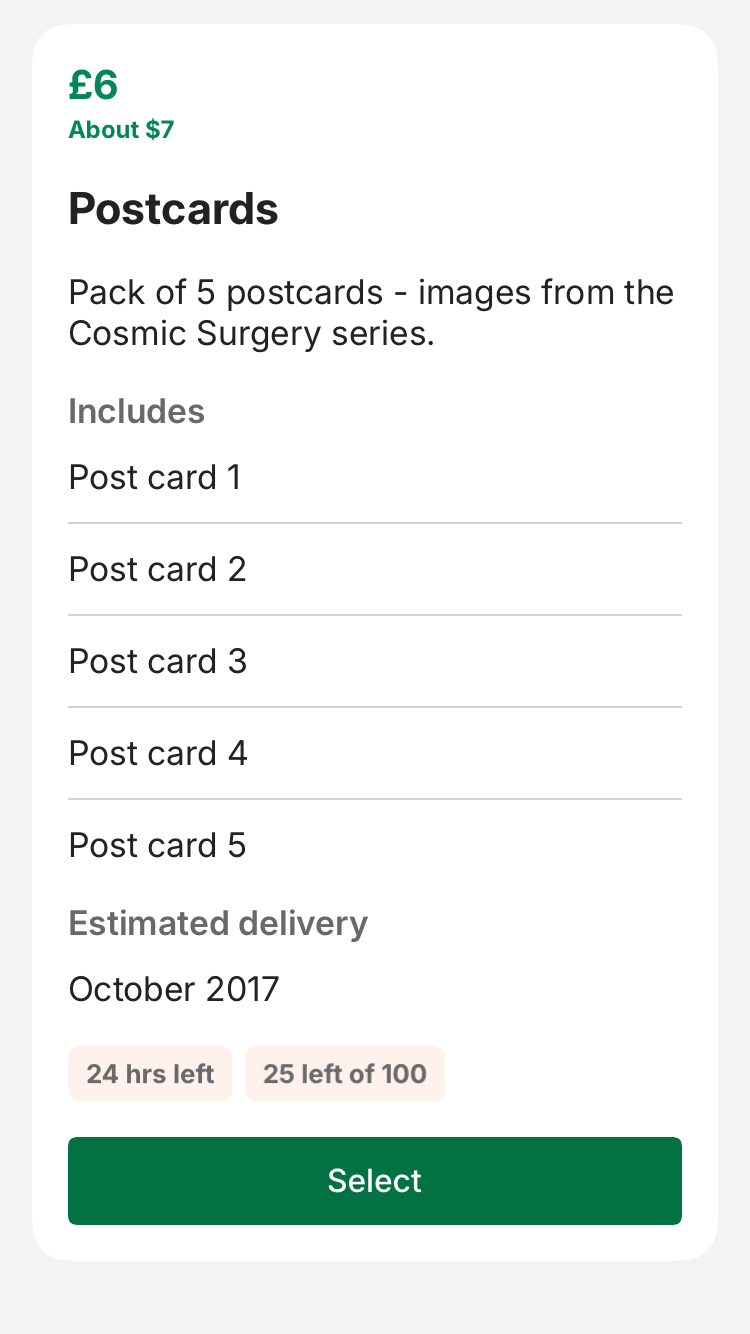 £6
About $7
Postcards
Pack of 5 postcards - images from the
Cosmic Surgery series.
Includes
Post card 1
Post card 2
Post card 3
Post card 4
Post card 5
Estimated delivery
October 2017
24 hrs left
25 left of 100
Select